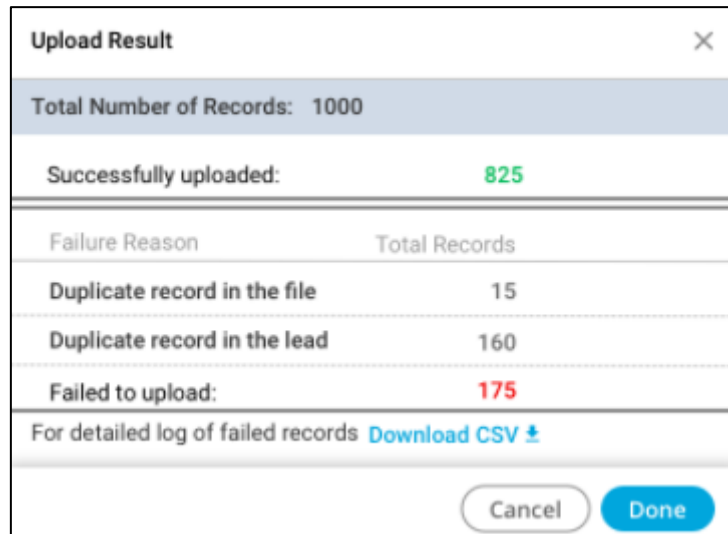 Upload Result
Total Number of Records: 1000
Successfully uploaded: 825
Failure Reason Total Records
Duplicate record in the file 15
Duplicate record in the lead 160
Failed to upload: 175
For detailed log of failed records Download CSV
Cancel Done